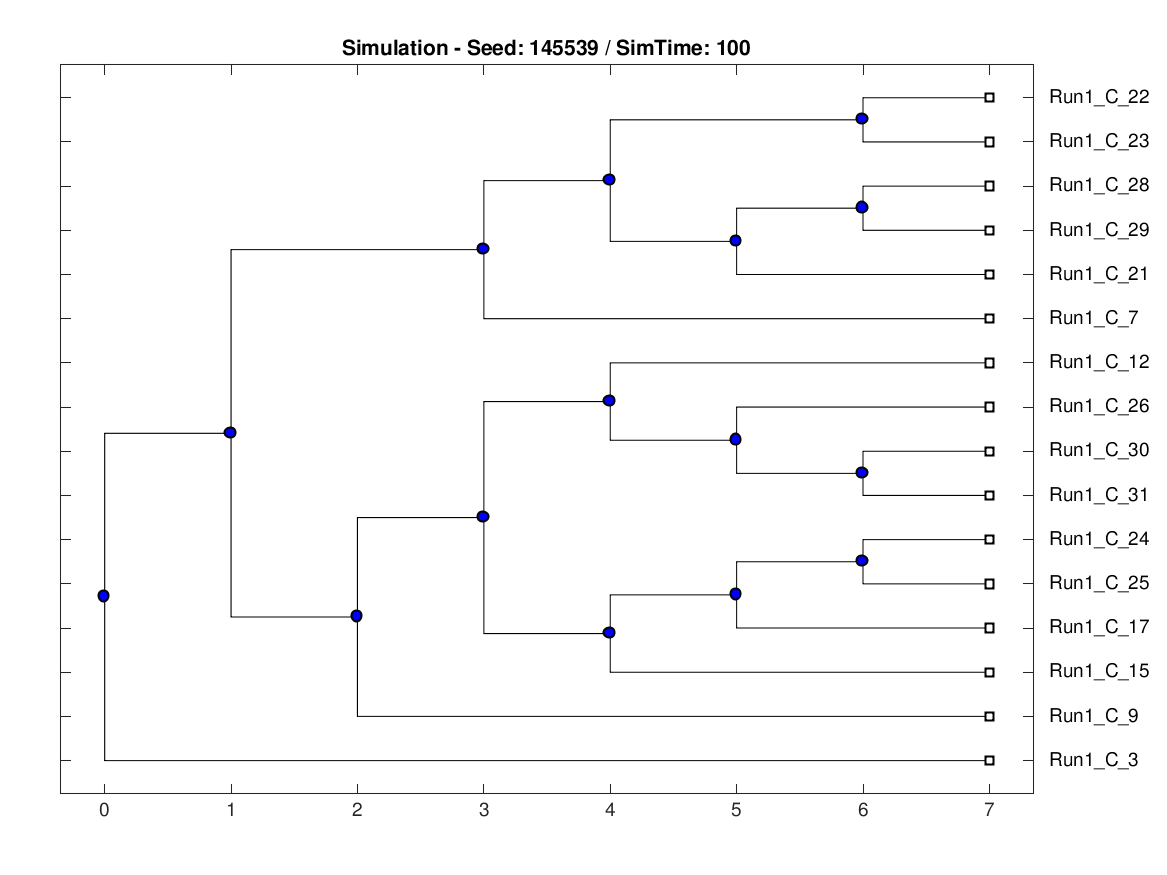 Simulation - Seed: 145539 / SimTime: 100
Run1_C_22
Run1_C_23
Run1_C_28
Run1_C_29
Run1_C_21
Run1_C_7
Run1_C_12
Run1_C_26
Run1_C_30
Run1_C_31
Run1_C_24
Run1_C_25
Run1_C_17
Run1_C_15
Run1_C_9
Run1_C_3
0 1 2 3 4 5 6 7